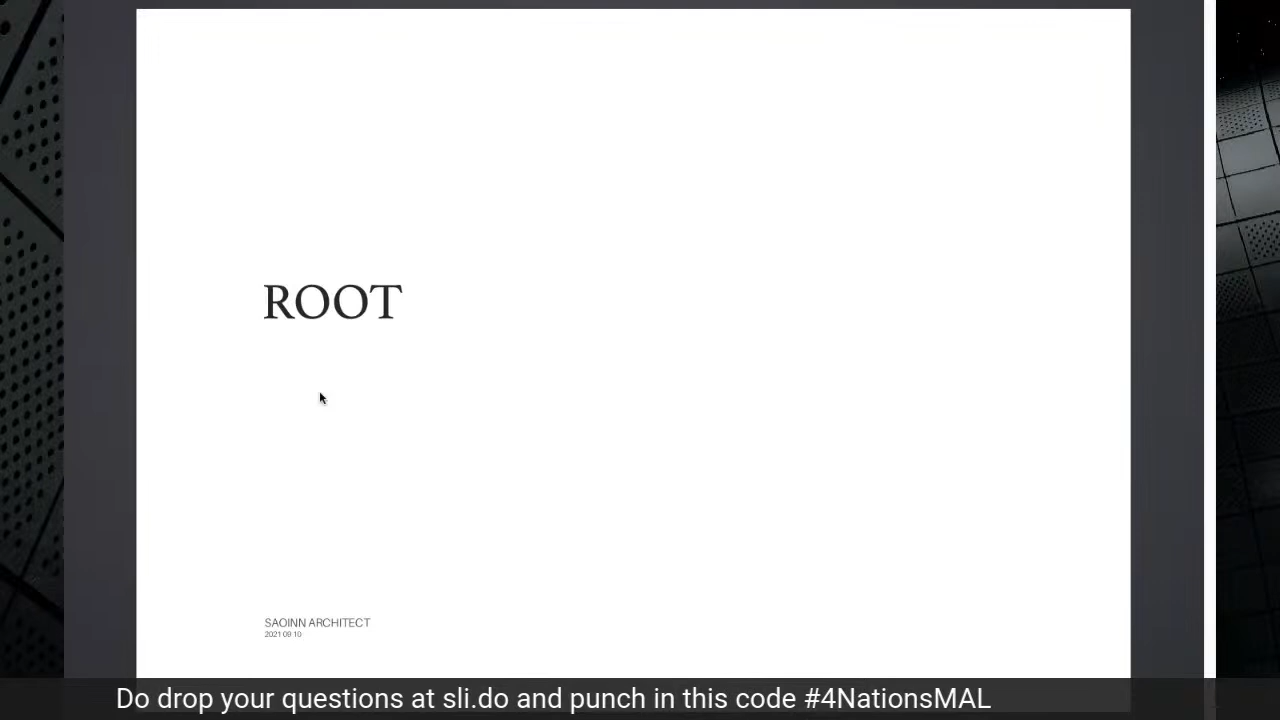 ROOT
SAOINN ARCHITECT
2021 09 10
Do drop your questions at sli.do and punch in this code #4NationsMAL